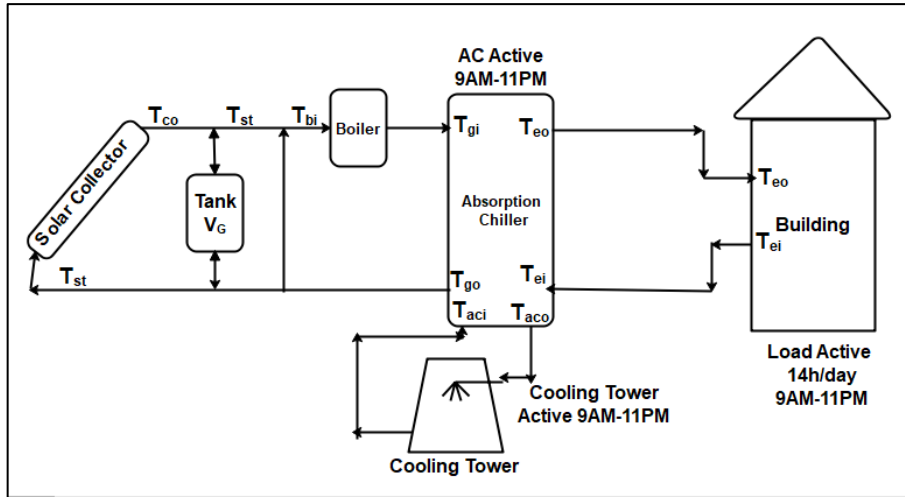 AC Active
9AM-11PM
Tco
Tst
Tbi
Boiler
Tgi
Teo
Solar Collector
Tank
VG
Absorption
Chiller
Teo
Building
Tei
Tst
Tgo
Tei
Taci
Taco
Load Active
14h/day
9AM-11PM
Cooling Tower
Active 9AM-11PM
Cooling Tower